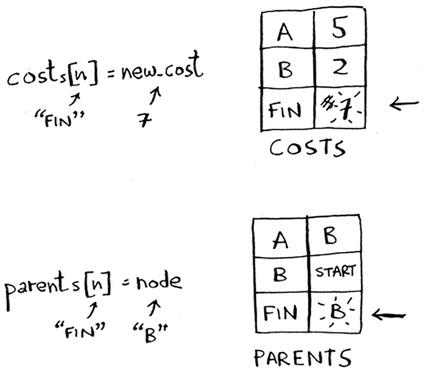 costs[n] = new_cost
"FIN" 7
A 5
B 2
FIN 7
COSTS
parents[n] = node
"FIN" "B"
A B
B START
FIN B
PARENTS